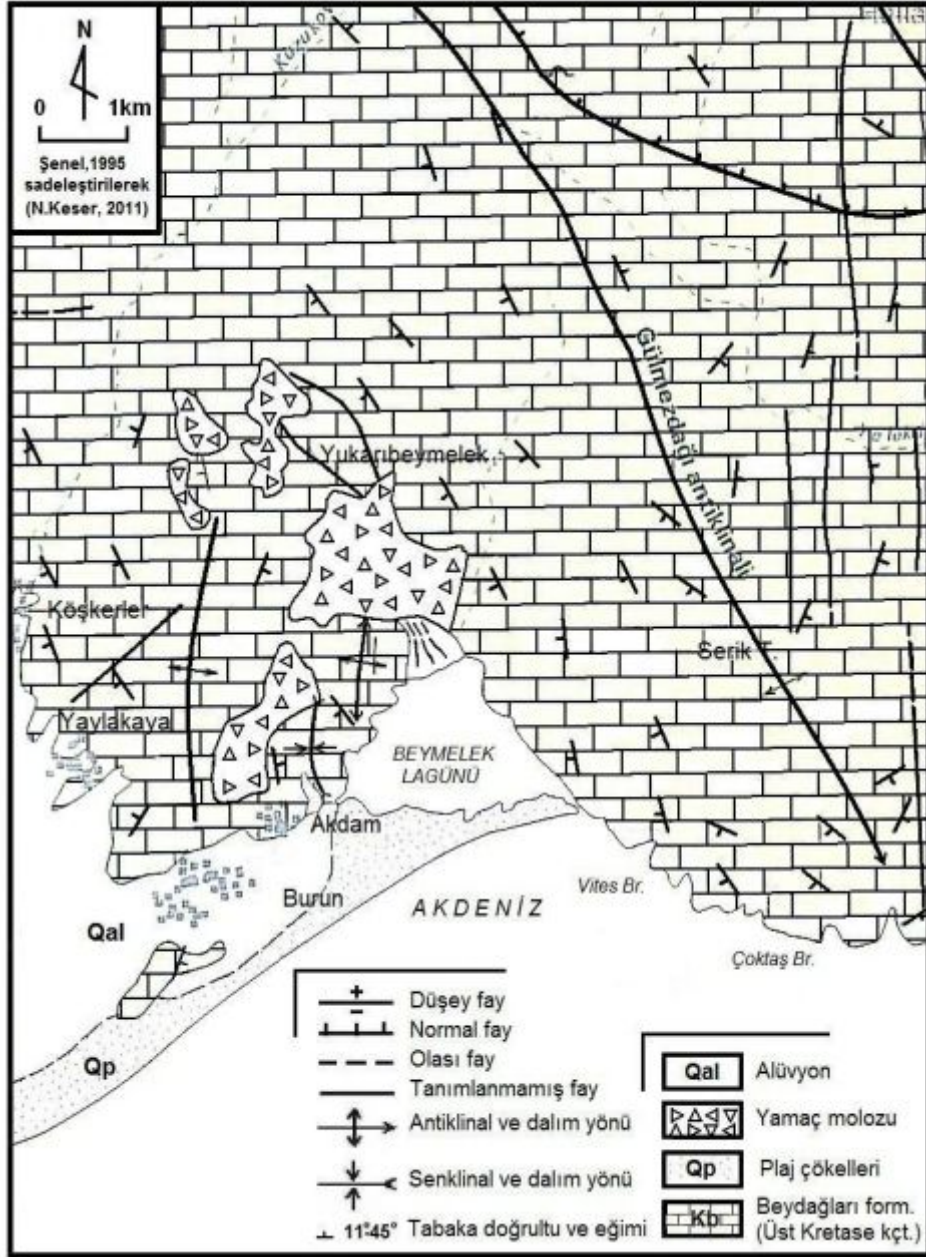 N
0 1km
Şenel,1995
sadeleştirilerek
(N.Keser, 2011)
Gülmezdağı antiklinali
Yukarıbeymelek
Köşkerler
Serik T.
Yaylakaya
BEYMELEK
LAGÜNÜ
Akdam
Burun
AKDENİZ
Vites Br.
Çoktaş Br.
Qal
Qp
Düşey fay
Normal fay
Olası fay
Tanımlanmamış fay
Antiklinal ve dalım yönü
Senklinal ve dalım yönü
11°45° Tabaka doğrultu ve eğimi
Qal Alüvyon
Yamaç molozu
Qp Plaj çökelleri
Kb Beydağları form.
(Üst Kretase kçt.)